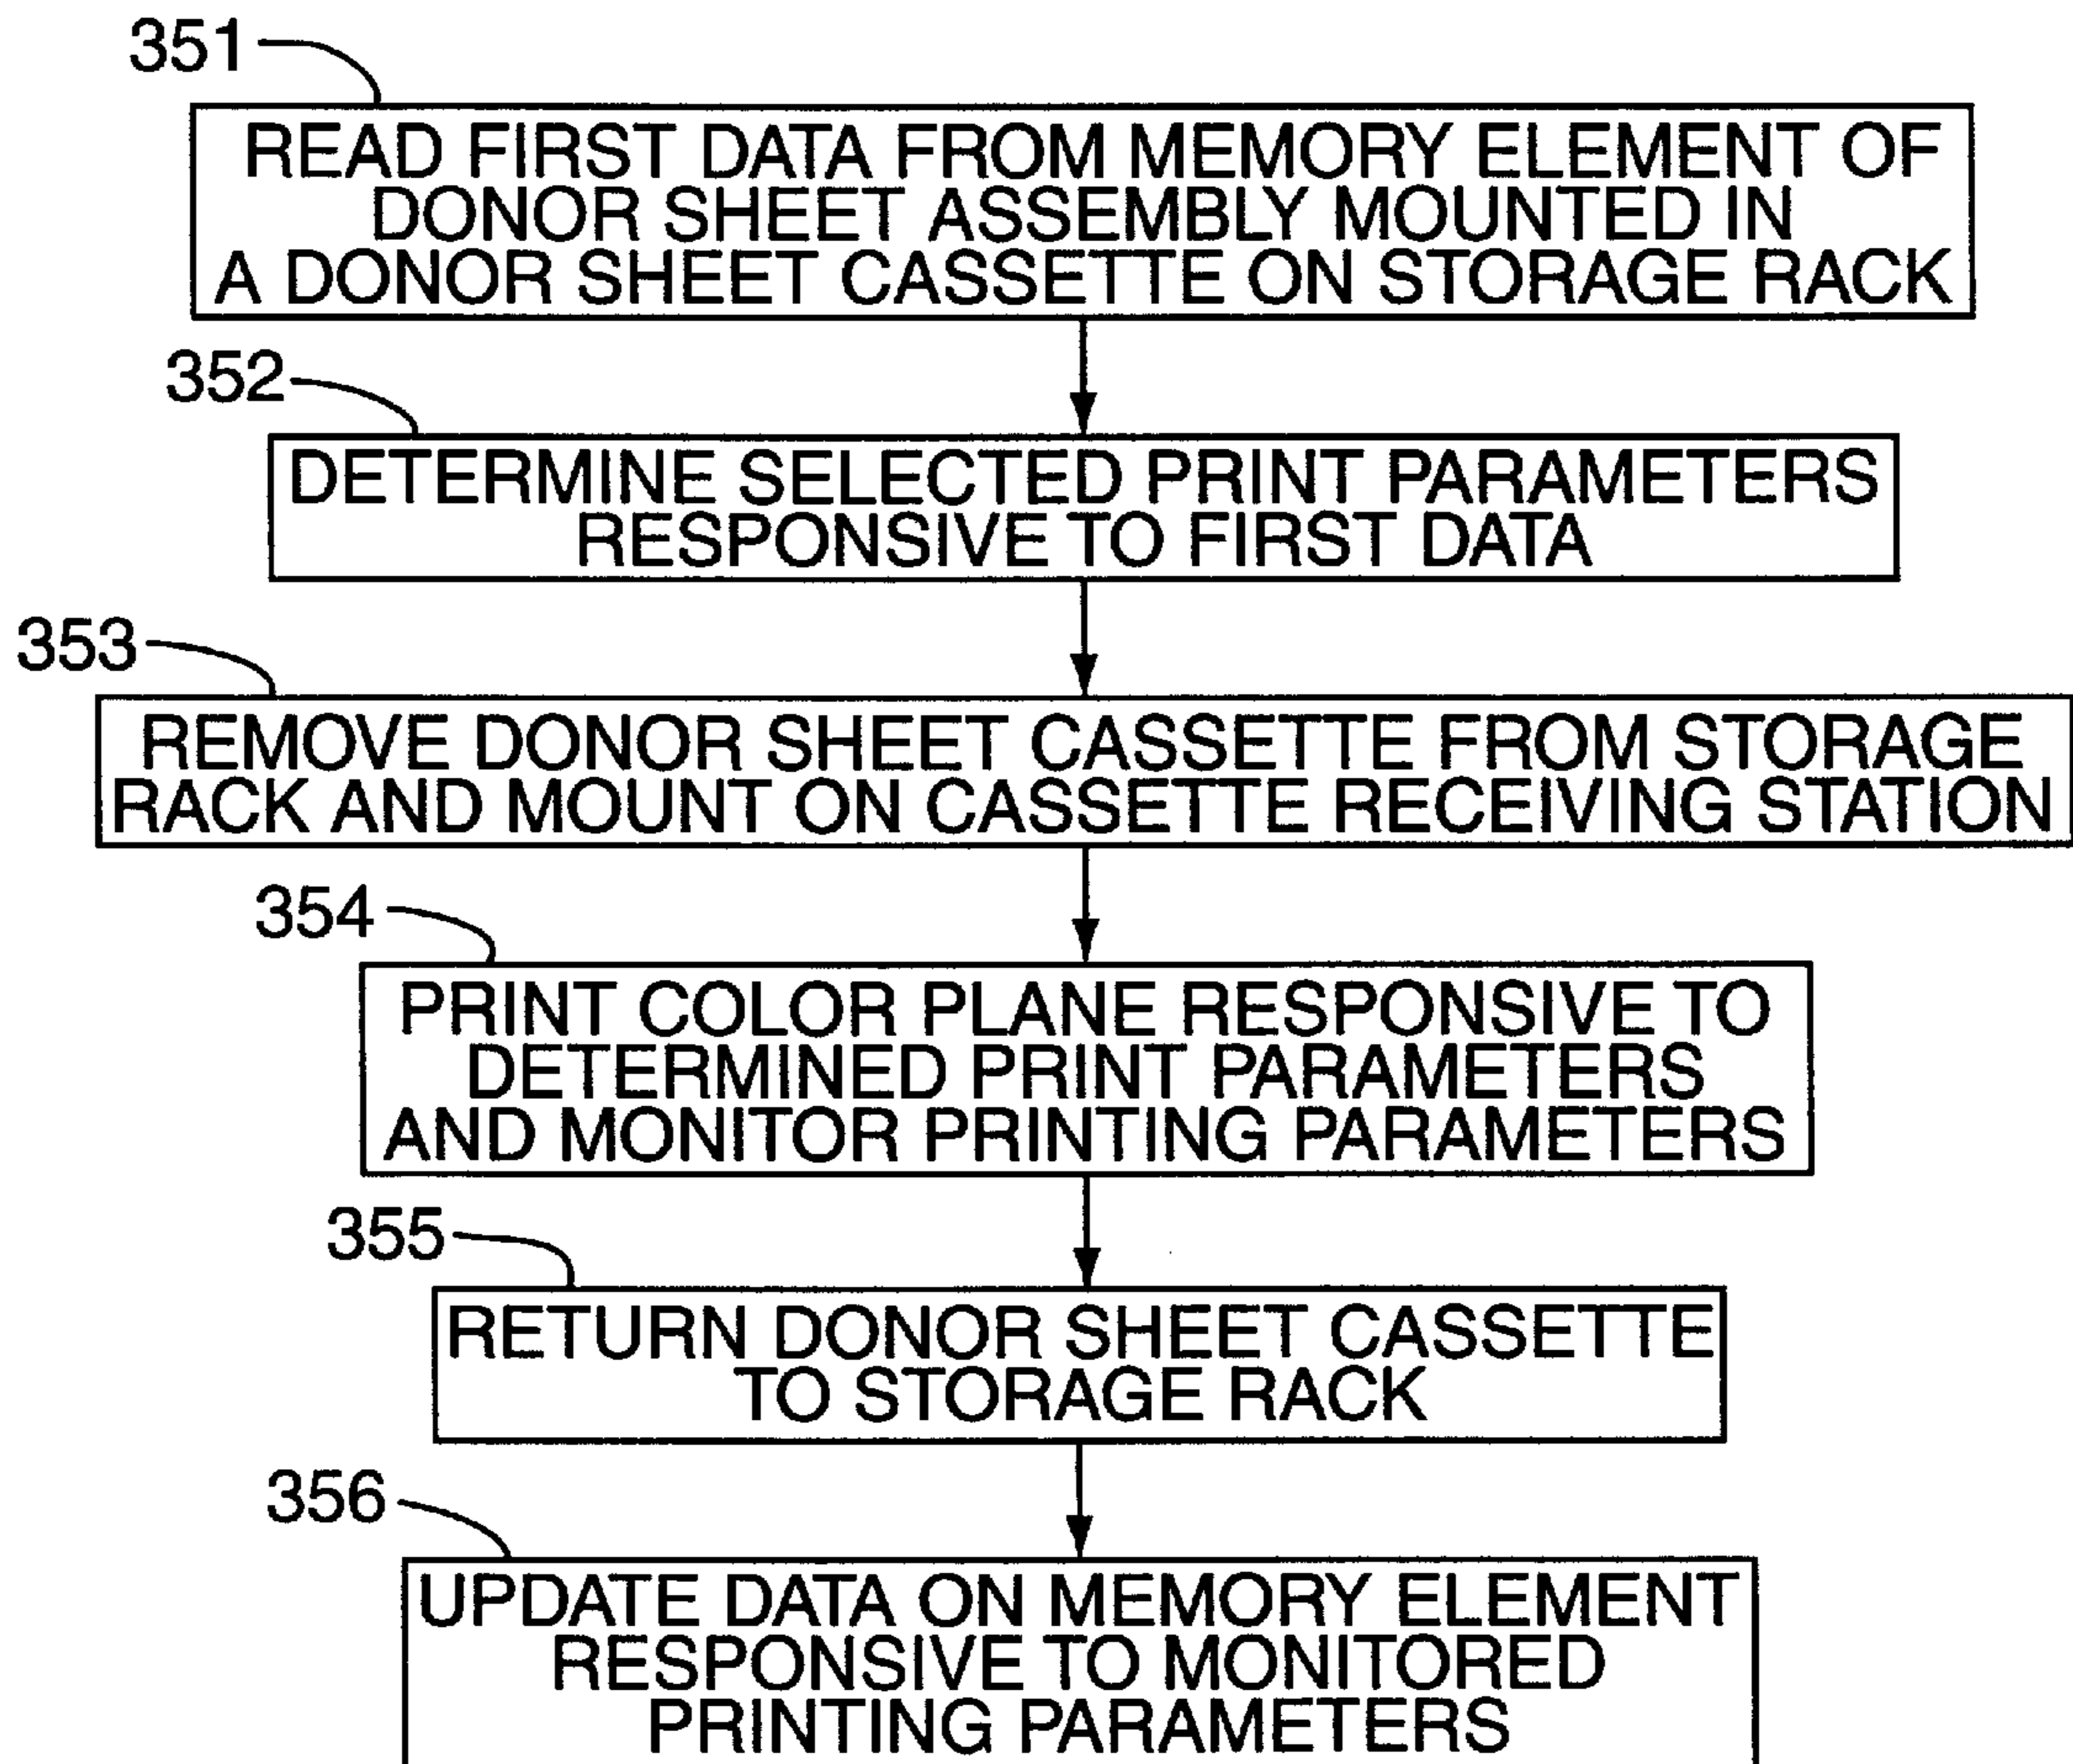 351
READ FIRST DATA FROM MEMORY ELEMENT OF
DONOR SHEET ASSEMBLY MOUNTED IN
A DONOR SHEET CASSETTE ON STORAGE RACK
352
DETERMINE SELECTED PRINT PARAMETERS
RESPONSIVE TO FIRST DATA
353
REMOVE DONOR SHEET CASSETTE FROM STORAGE
RACK AND MOUNT ON CASSETTE RECEIVING STATION
354
PRINT COLOR PLANE RESPONSIVE TO
DETERMINED PRINT PARAMETERS
AND MONITOR PRINTING PARAMETERS
355
RETURN DONOR SHEET CASSETTE
TO STORAGE RACK
356
UPDATE DATA ON MEMORY ELEMENT
RESPONSIVE TO MONITORED
PRINTING PARAMETERS